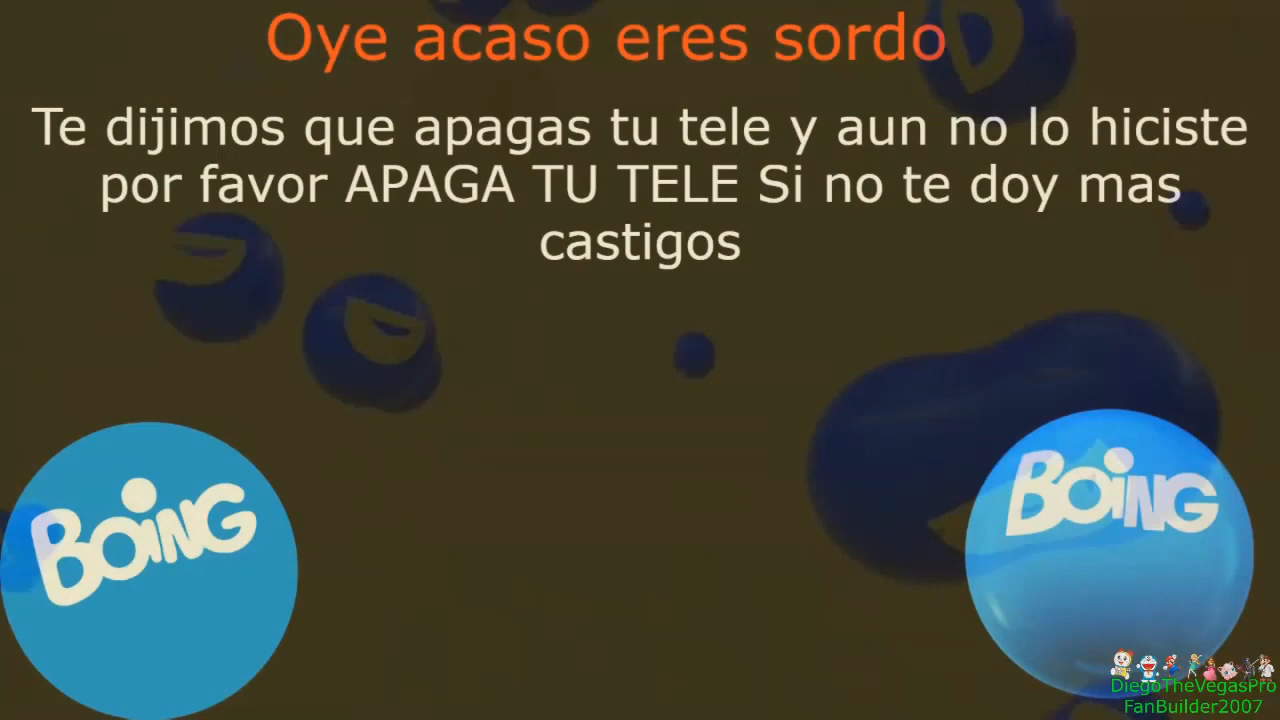 Oye acaso eres sordo
Te dijimos que apagas tu tele y aun no lo hiciste
por favor APAGA TU TELE Si no te doy mas
castigos
BOiNG
BOiNG
DiegoTheVegasPro
FanBuilder2007